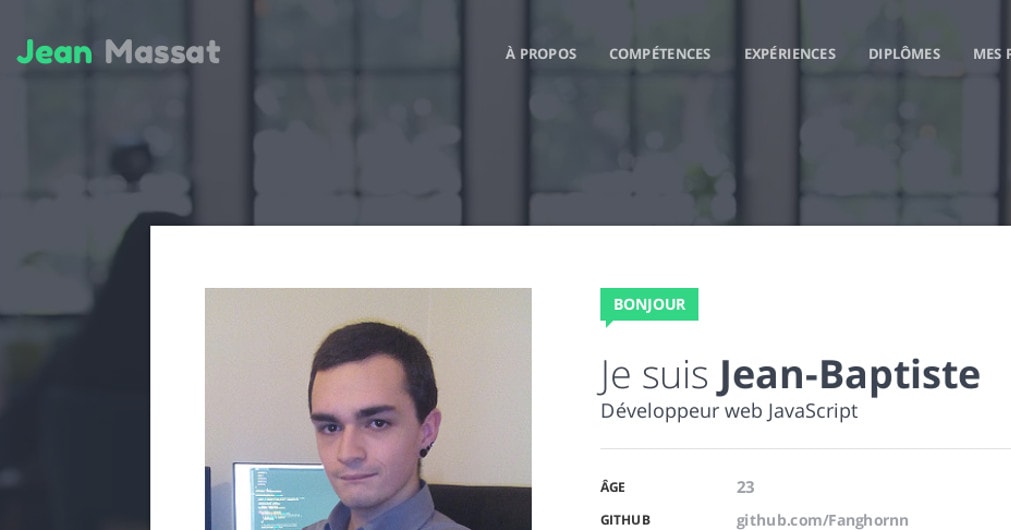 Jean Massat
À PROPOS COMPÉTENCES EXPÉRIENCES DIPLÔMES MES
BONJOUR
Je suis Jean-Baptiste
Développeur web JavaScript
ÂGE 23
GITHUB github.com/Fanghornn